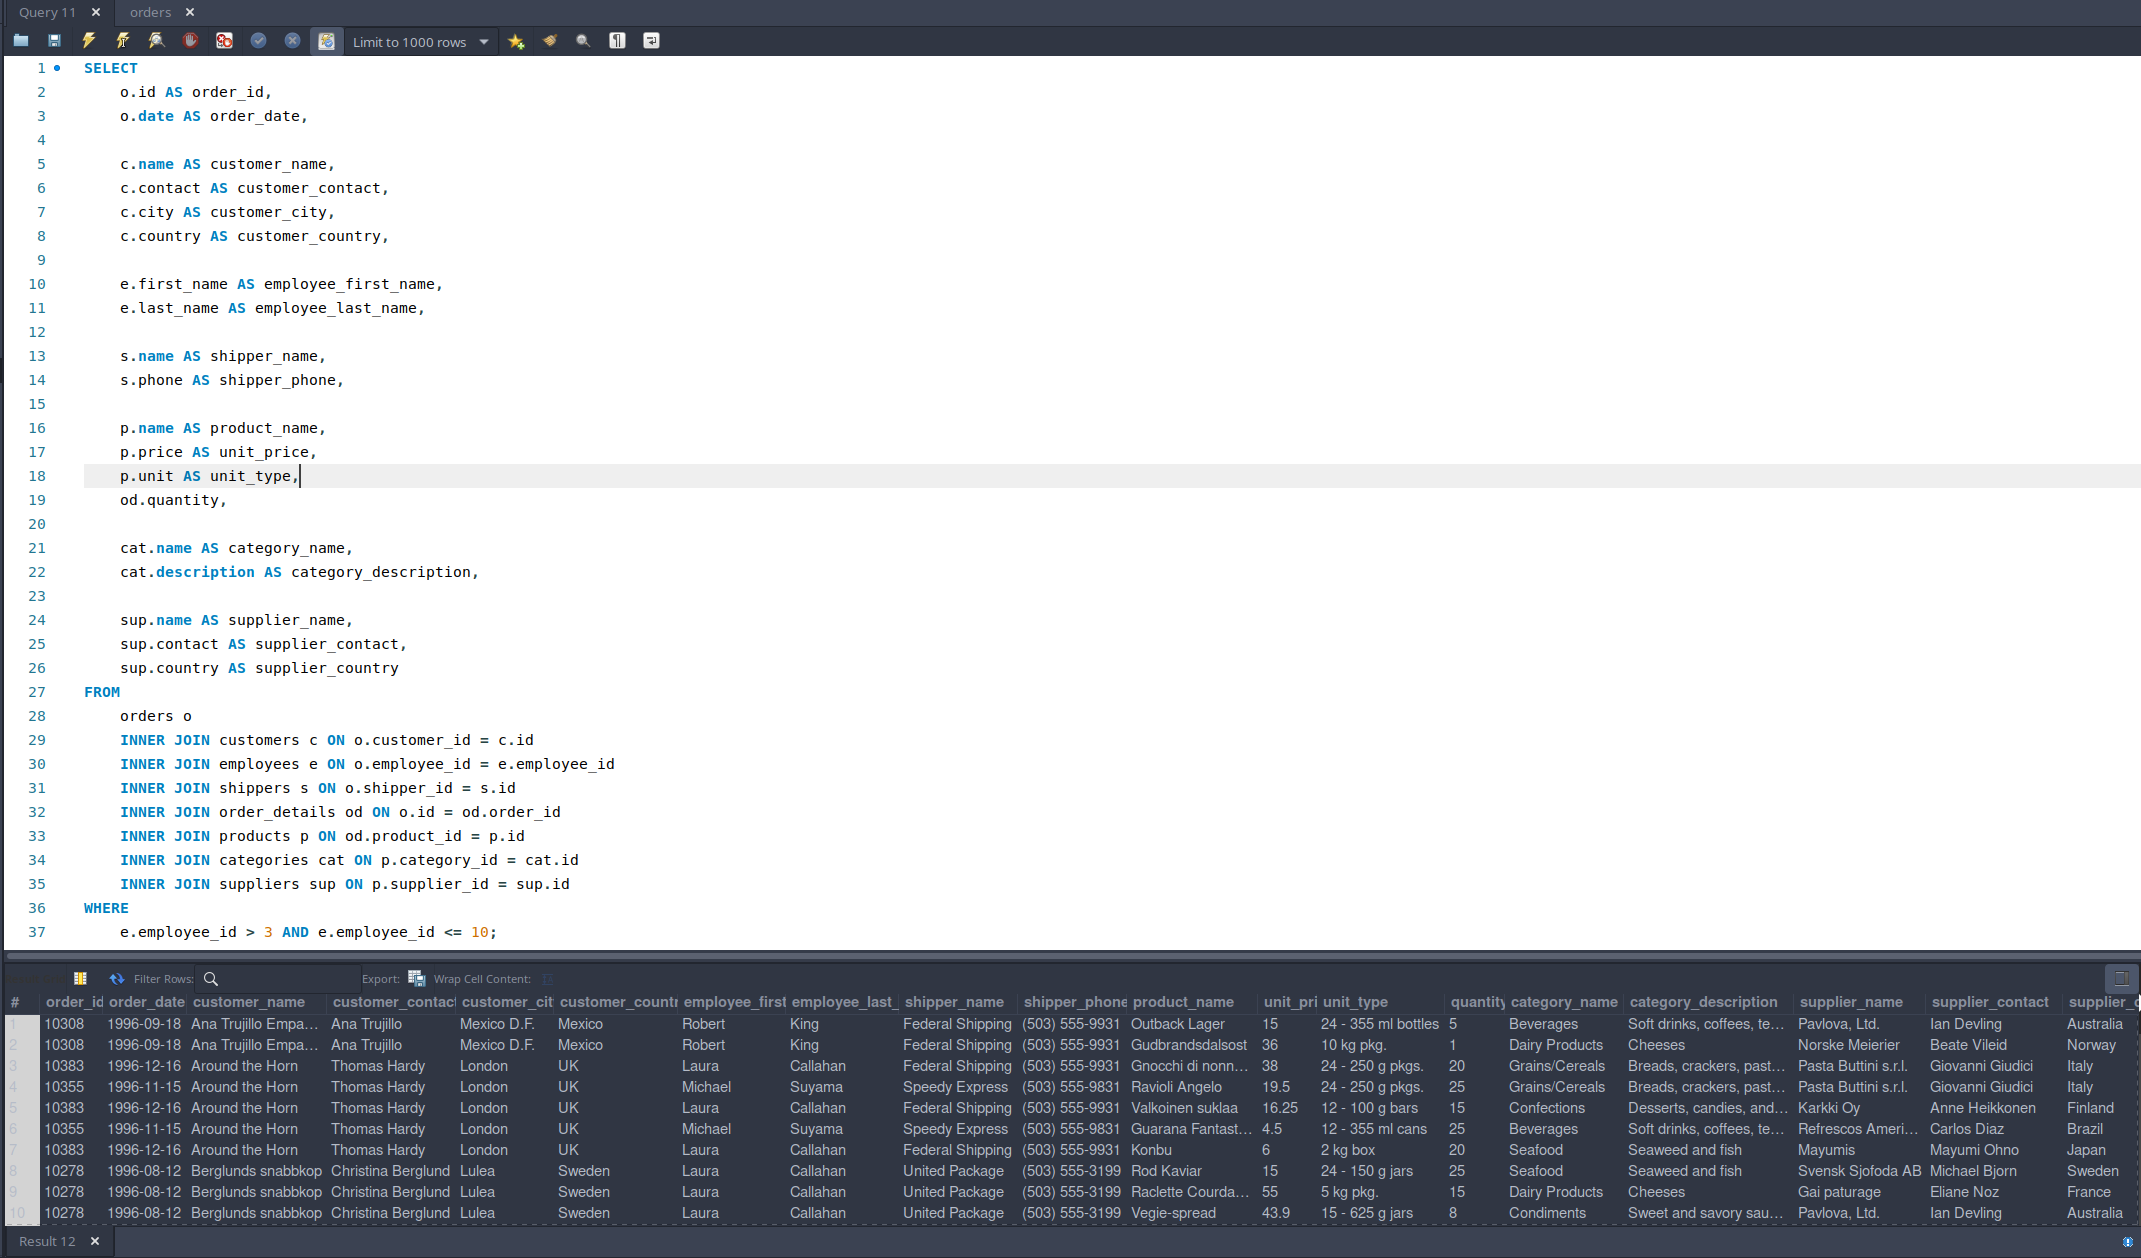 Query 11 ✕ orders ✕
Limit to 1000 rows
1 SELECT
2 o.id AS order_id,
3 o.date AS order_date,
4
5 c.name AS customer_name,
6 c.contact AS customer_contact,
7 c.city AS customer_city,
8 c.country AS customer_country,
9
10 e.first_name AS employee_first_name,
11 e.last_name AS employee_last_name,
12
13 s.name AS shipper_name,
14 s.phone AS shipper_phone,
15
16 p.name AS product_name,
17 p.price AS unit_price,
18 p.unit AS unit_type,
19 od.quantity,
20
21 cat.name AS category_name,
22 cat.description AS category_description,
23
24 sup.name AS supplier_name,
25 sup.contact AS supplier_contact,
26 sup.country AS supplier_country
27 FROM
28 orders o
29 INNER JOIN customers c ON o.customer_id = c.id
30 INNER JOIN employees e ON o.employee_id = e.employee_id
31 INNER JOIN shippers s ON o.shipper_id = s.id
32 INNER JOIN order_details od ON o.id = od.order_id
33 INNER JOIN products p ON od.product_id = p.id
34 INNER JOIN categories cat ON p.category_id = cat.id
35 INNER JOIN suppliers sup ON p.supplier_id = sup.id
36 WHERE
37 e.employee_id > 3 AND e.employee_id <= 10;
Filter Rows: Export: Wrap Cell Content:
# order_id order_date customer_name customer_contac customer_cit customer_countr employee_first employee_last_ shipper_name shipper_phone product_name unit_pri unit_type quantity category_name category_description supplier_name supplier_contact supplier_c
1 10308 1996-09-18 Ana Trujillo Empa... Ana Trujillo Mexico D.F. Mexico Robert King Federal Shipping (503) 555-9931 Outback Lager 15 24 - 355 ml bottles 5 Beverages Soft drinks, coffees, te... Pavlova, Ltd. Ian Devling Australia
2 10308 1996-09-18 Ana Trujillo Empa... Ana Trujillo Mexico D.F. Mexico Robert King Federal Shipping (503) 555-9931 Gudbrandsdalsost 36 10 kg pkg. 1 Dairy Products Cheeses Norske Meierier Beate Vileid Norway
3 10383 1996-12-16 Around the Horn Thomas Hardy London UK Laura Callahan Federal Shipping (503) 555-9931 Gnocchi di nonn... 38 24 - 250 g pkgs. 20 Grains/Cereals Breads, crackers, past... Pasta Buttini s.r.l. Giovanni Giudici Italy
4 10355 1996-11-15 Around the Horn Thomas Hardy London UK Michael Suyama Speedy Express (503) 555-9831 Ravioli Angelo 19.5 24 - 250 g pkgs. 25 Grains/Cereals Breads, crackers, past... Pasta Buttini s.r.l. Giovanni Giudici Italy
5 10383 1996-12-16 Around the Horn Thomas Hardy London UK Laura Callahan Federal Shipping (503) 555-9931 Valkoinen suklaa 16.25 12 - 100 g bars 15 Confections Desserts, candies, and... Karkki Oy Anne Heikkonen Finland
6 10355 1996-11-15 Around the Horn Thomas Hardy London UK Michael Suyama Speedy Express (503) 555-9831 Guarana Fantast... 4.5 12 - 355 ml cans 25 Beverages Soft drinks, coffees, te... Refrescos Ameri... Carlos Diaz Brazil
7 10383 1996-12-16 Around the Horn Thomas Hardy London UK Laura Callahan Federal Shipping (503) 555-9931 Konbu 6 2 kg box 20 Seafood Seaweed and fish Mayumis Mayumi Ohno Japan
8 10278 1996-08-12 Berglunds snabbkop Christina Berglund Lulea Sweden Laura Callahan United Package (503) 555-3199 Rod Kaviar 15 24 - 150 g jars 25 Seafood Seaweed and fish Svensk Sjofoda AB Michael Bjorn Sweden
9 10278 1996-08-12 Berglunds snabbkop Christina Berglund Lulea Sweden Laura Callahan United Package (503) 555-3199 Raclette Courda... 55 5 kg pkg. 15 Dairy Products Cheeses Gai paturage Eliane Noz France
10 10278 1996-08-12 Berglunds snabbkop Christina Berglund Lulea Sweden Laura Callahan United Package (503) 555-3199 Vegie-spread 43.9 15 - 625 g jars 8 Condiments Sweet and savory sau... Pavlova, Ltd. Ian Devling Australia
Result 12 ✕